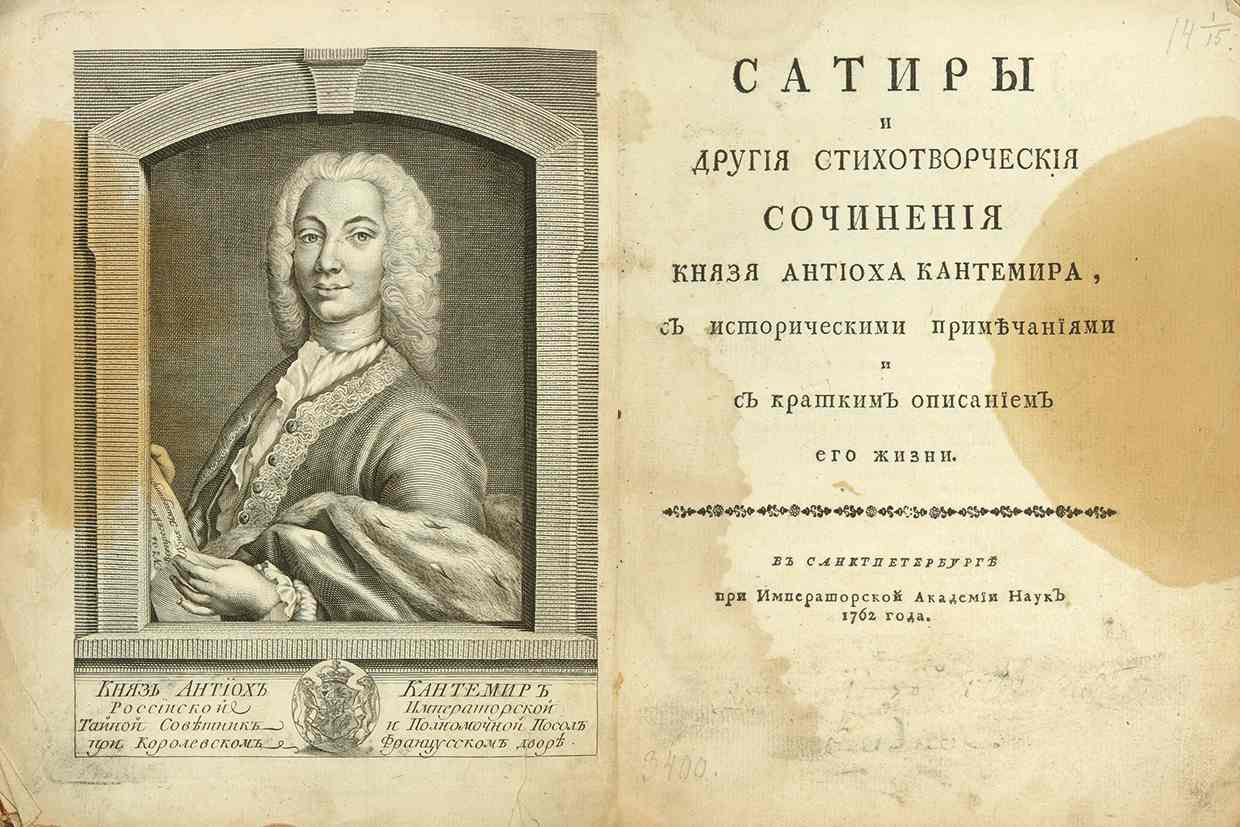 КНЯЗЬ АНТІОХЪ КАНТЕМИРЪ
РОССІЙСКОЙ Императорской
Тайной Совѣтникъ и Полномочной Посолъ
при Королевскомъ Французскомъ дворѣ.
14 1/15.
САТИРЫ
И
ДРУГІЯ СТИХОТВОРЧЕСКІЯ
СОЧИНЕНІЯ
КНЯЗЯ АНТІОХА КАНТЕМИРА,
съ историческими примѣчаніями
и
съ краткимъ описаніемъ
его жизни.
ВЪ САНКТПЕТЕРБУРГѢ
при Императорской Академіи Наукъ
1762 года.
3400.